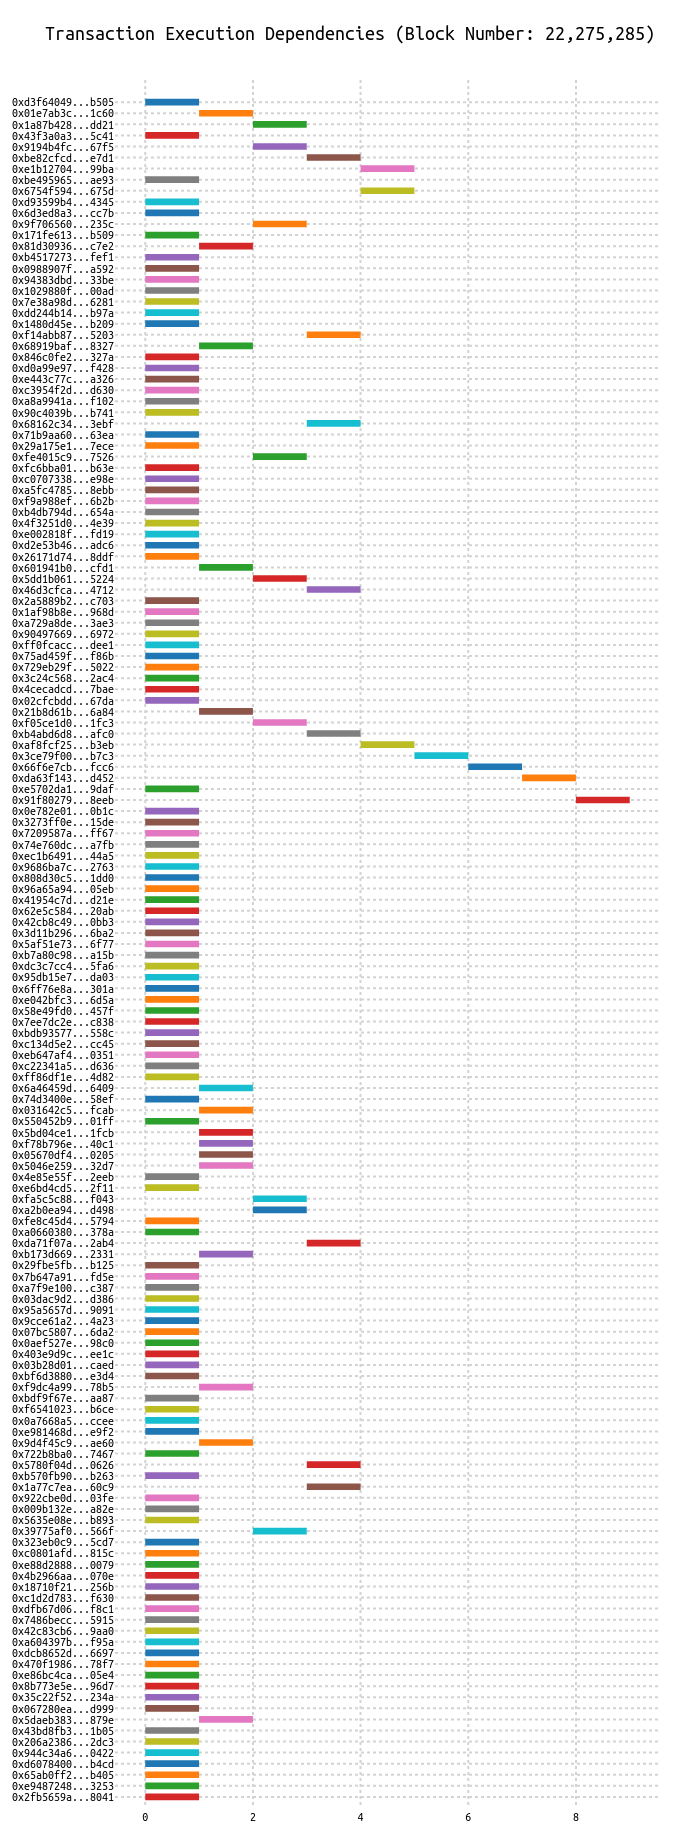 Transaction Execution Dependencies (Block Number: 22,275,285)
0xd3f64049...b505
0x01e7ab3c...1c60
0x1a87b428...dd21
0x43f3a0a3...5c41
0x9194b4fc...67f5
0xbe82cfcd...e7d1
0xe1b12704...99ba
0xbe495965...ae93
0x6754f594...675d
0xd93599b4...4345
0x6d3ed8a3...cc7b
0x9f706560...235c
0x171fe613...b509
0x81d30936...c7e2
0xb4517273...fef1
0x0988907f...a592
0x94383dbd...33be
0x1029880f...00ad
0x7e38a98d...6281
0xdd244b14...b97a
0x1480d45e...b209
0xf14abb87...5203
0x68919baf...8327
0x846c0fe2...327a
0xd0a99e97...f428
0xe443c77c...a326
0xc3954f2d...d630
0xa8a9941a...f102
0x90c4039b...b741
0x68162c34...3ebf
0x71b9aa60...63ea
0x29a175e1...7ece
0xfe4015c9...7526
0xfc6bba01...b63e
0xc0707338...e98e
0xa5fc4785...8ebb
0xf9a988ef...6b2b
0xb4db794d...654a
0x4f3251d0...4e39
0xe002818f...fd19
0xd2e53b46...adc6
0x26171d74...8ddf
0x601941b0...cfd1
0x5dd1b061...5224
0x46d3cfca...4712
0x2a5889b2...c703
0x1af98b8e...968d
0xa729a8de...3ae3
0x90497669...6972
0xff0fcacc...dee1
0x75ad459f...f86b
0x729eb29f...5022
0x3c24c568...2ac4
0x4cecadcd...7bae
0x02cfcbdd...67da
0x21b8d61b...6a84
0xf05ce1d0...1fc3
0xb4abd6d8...afc0
0xaf8fcf25...b3eb
0x3ce79f00...b7c3
0x66f6e7cb...fcc6
0xda63f143...d452
0xe5702da1...9daf
0x91f80279...8eeb
0x0e782e01...0b1c
0x3273ff0e...15de
0x7209587a...ff67
0x74e760dc...a7fb
0xec1b6491...44a5
0x9686ba7c...2763
0x808d30c5...1dd0
0x96a65a94...05eb
0x41954c7d...d21e
0x62e5c584...20ab
0x42cb8c49...0bb3
0x3d11b296...6ba2
0x5af51e73...6f77
0xb7a80c98...a15b
0xdc3c7cc4...5fa6
0x95db15e7...da03
0x6ff76e8a...301a
0xe042bfc3...6d5a
0x58e49fd0...457f
0x7ee7dc2e...c838
0xbdb93577...558c
0xc134d5e2...cc45
0xeb647af4...0351
0xc22341a5...d636
0xff86df1e...4d82
0x6a46459d...6409
0x74d3400e...58ef
0x031642c5...fcab
0x550452b9...01ff
0x5bd04ce1...1fcb
0xf78b796e...40c1
0x05670df4...0205
0x5046e259...32d7
0x4e85e55f...2eeb
0xe6bd4cd5...2f11
0xfa5c5c88...f043
0xa2b0ea94...d498
0xfe8c45d4...5794
0xa0660380...378a
0xda71f07a...2ab4
0xb173d669...2331
0x29fbe5fb...b125
0x7b647a91...fd5e
0xa7f9e100...c387
0x03dac9d2...d386
0x95a5657d...9091
0x9cce61a2...4a23
0x07bc5807...6da2
0x0aef527e...98c0
0x403e9d9c...ee1c
0x03b28d01...caed
0xbf6d3880...e3d4
0xf9dc4a99...78b5
0xbdf9f67e...aa87
0xf6541023...b6ce
0x0a7668a5...ccee
0xe981468d...e9f2
0x9d4f45c9...ae60
0x722b8ba0...7467
0x5780f04d...0626
0xb570fb90...b263
0x1a77c7ea...60c9
0x922cbe0d...03fe
0x009b132e...a82e
0x5635e08e...b893
0x39775af0...566f
0x323eb0c9...5cd7
0xc0801afd...815c
0xe88d2888...0079
0x4b2966aa...070e
0x18710f21...256b
0xc1d2d783...f630
0xdfb67d06...f8c1
0x7486becc...5915
0x42c83cb6...9aa0
0xa604397b...f95a
0xdcb8652d...6697
0x470f1986...78f7
0xe86bc4ca...05e4
0x8b773e5e...96d7
0x35c22f52...234a
0x067280ea...d999
0x5daeb383...879e
0x43bd8fb3...1b05
0x206a2386...2dc3
0x944c34a6...0422
0xd6078400...b4cd
0x65ab0ff2...b405
0xe9487248...3253
0x2fb5659a...8041
0 2 4 6 8